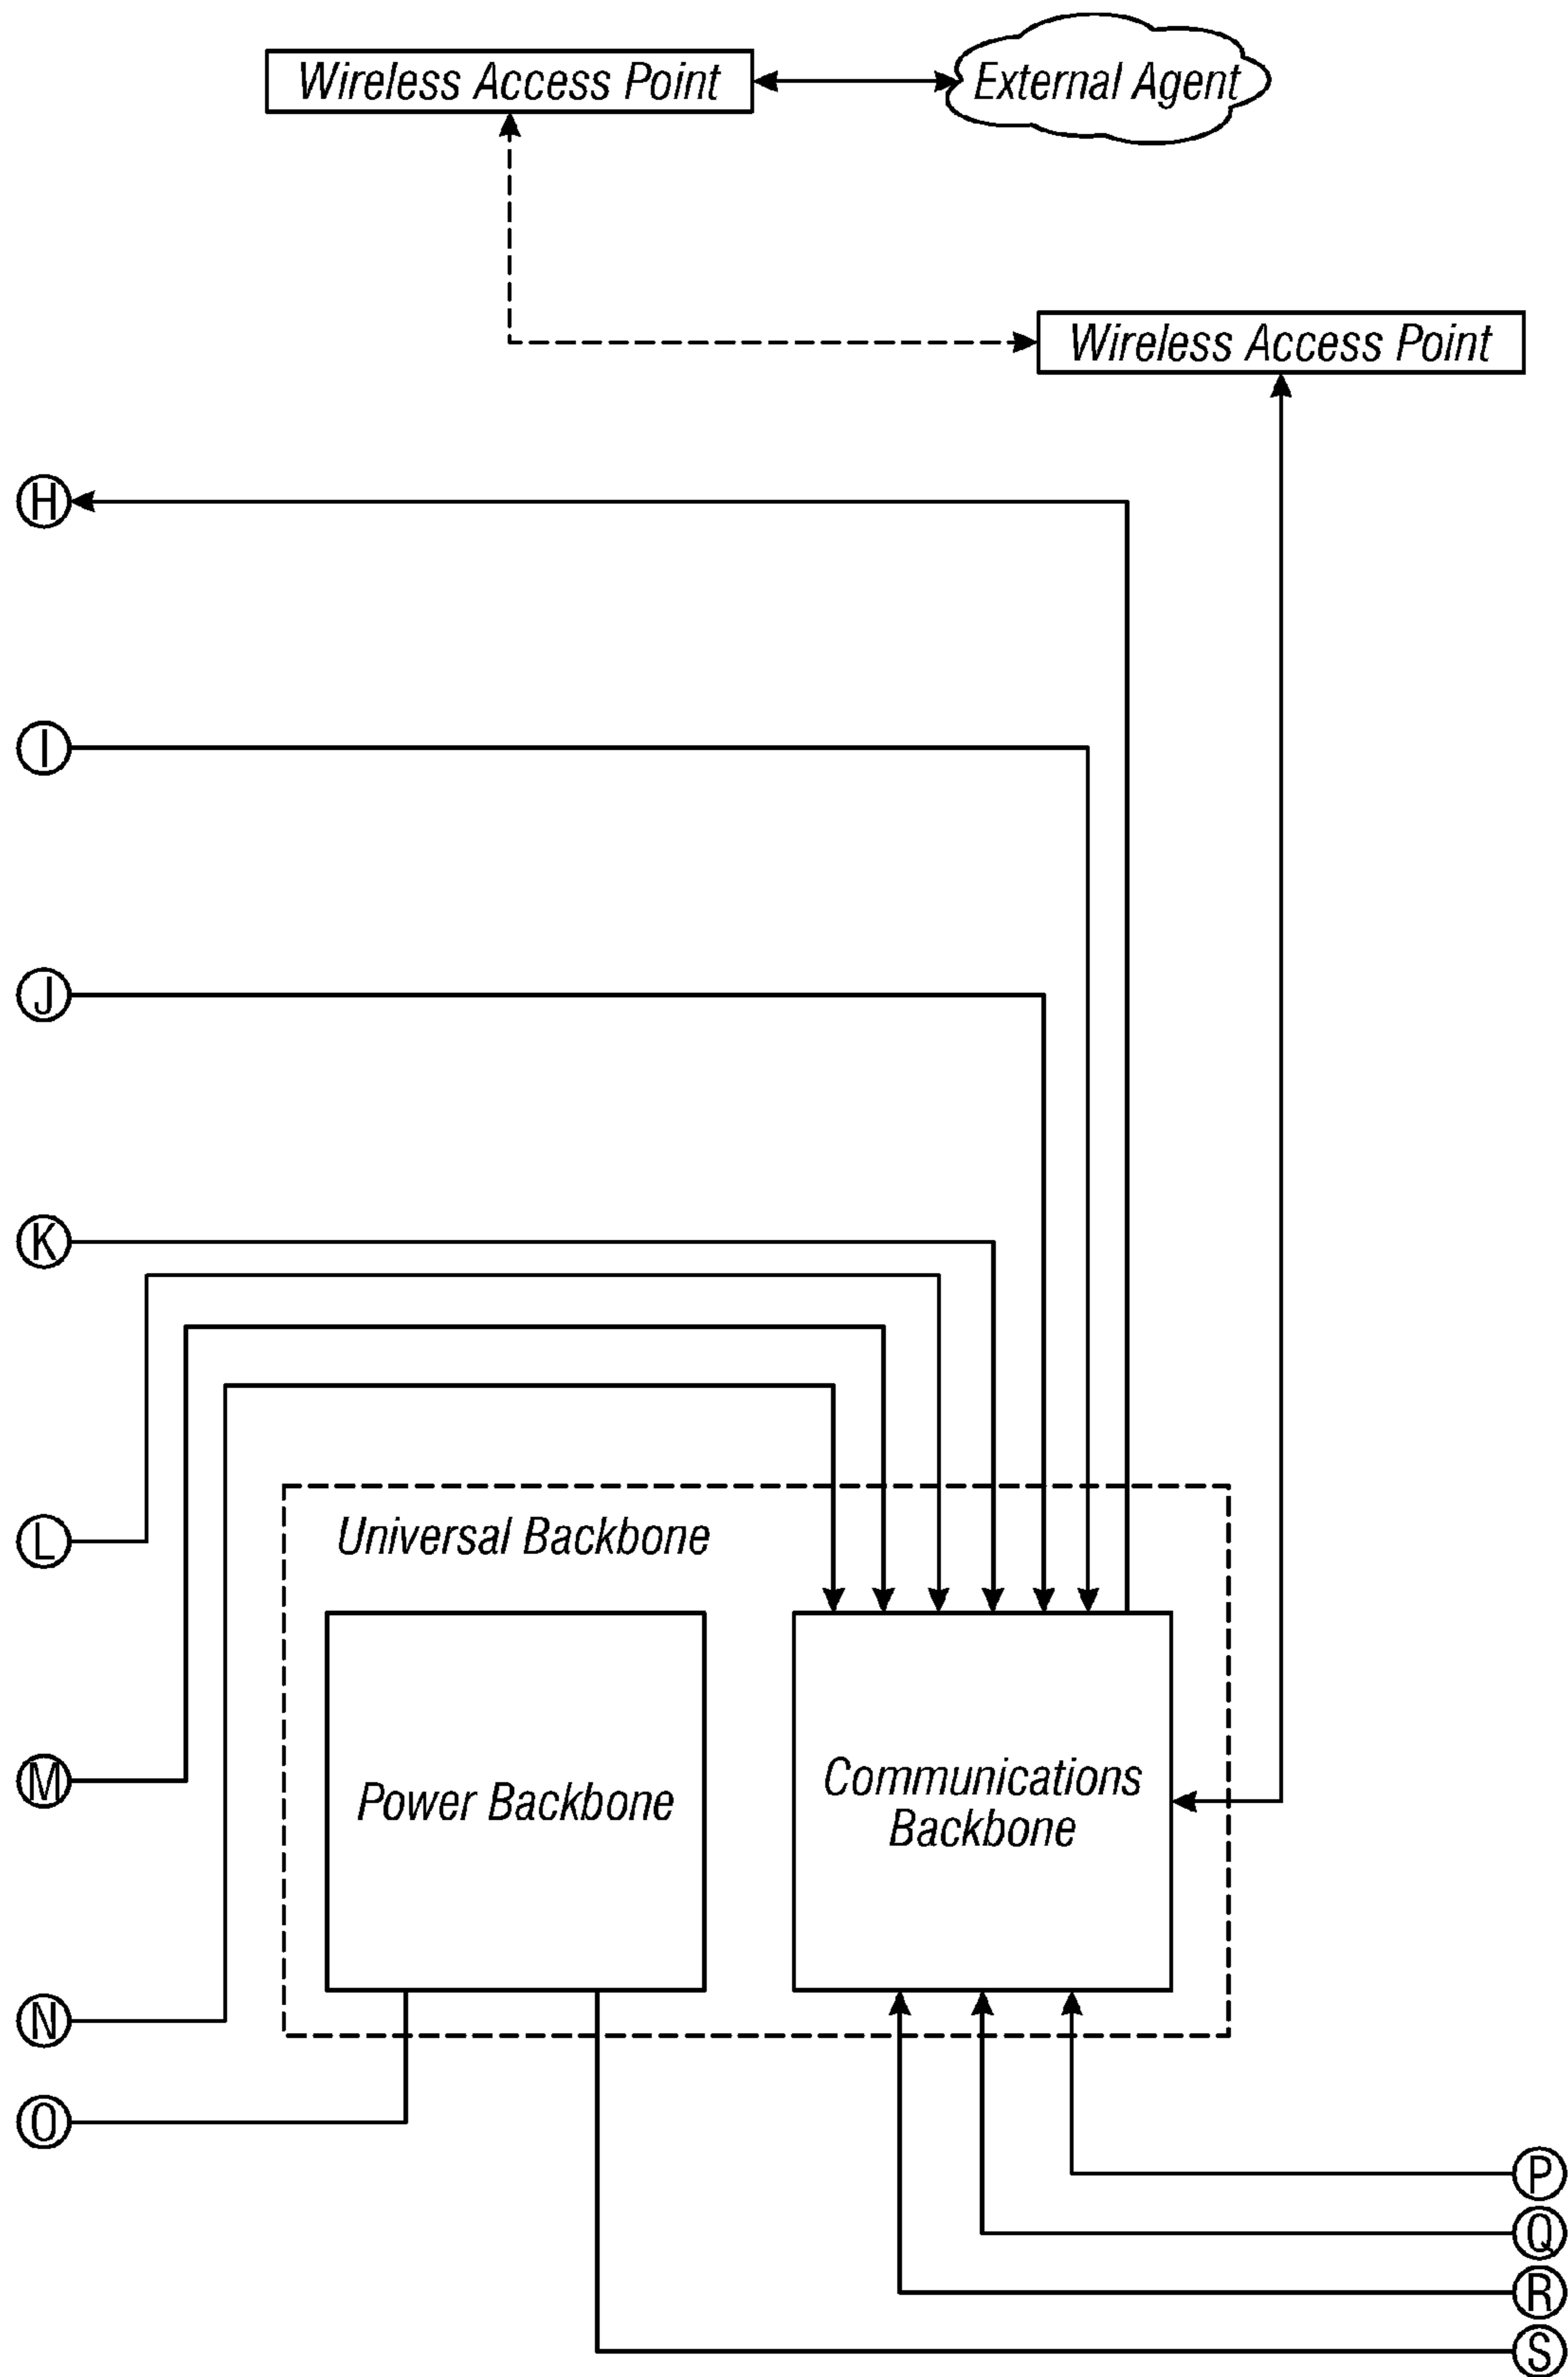 Wireless Access Point
External Agent
Wireless Access Point
H
I
J
K
L
Universal Backbone
M
Power Backbone
Communications
Backbone
N
O
P
Q
R
S